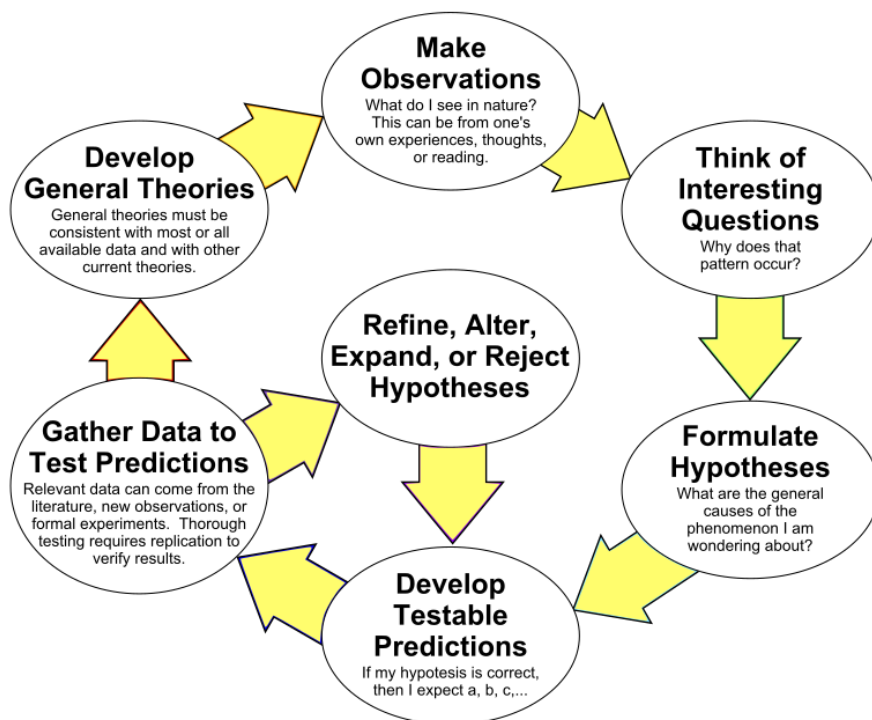 Make
Observations
What do I see in nature?
This can be from one's
own experiences, thoughts,
or reading.
Think of
Interesting
Questions
Why does that
pattern occur?
Formulate
Hypotheses
What are the general
causes of the
phenomenon I am
wondering about?
Develop
Testable
Predictions
If my hypotesis is correct,
then I expect a, b, c,...
Gather Data to
Test Predictions
Relevant data can come from the
literature, new observations, or
formal experiments.  Thorough
testing requires replication to
verify results.
Refine, Alter,
Expand, or Reject
Hypotheses
Develop
General Theories
General theories must be
consistent with most or all
available data and with other
current theories.